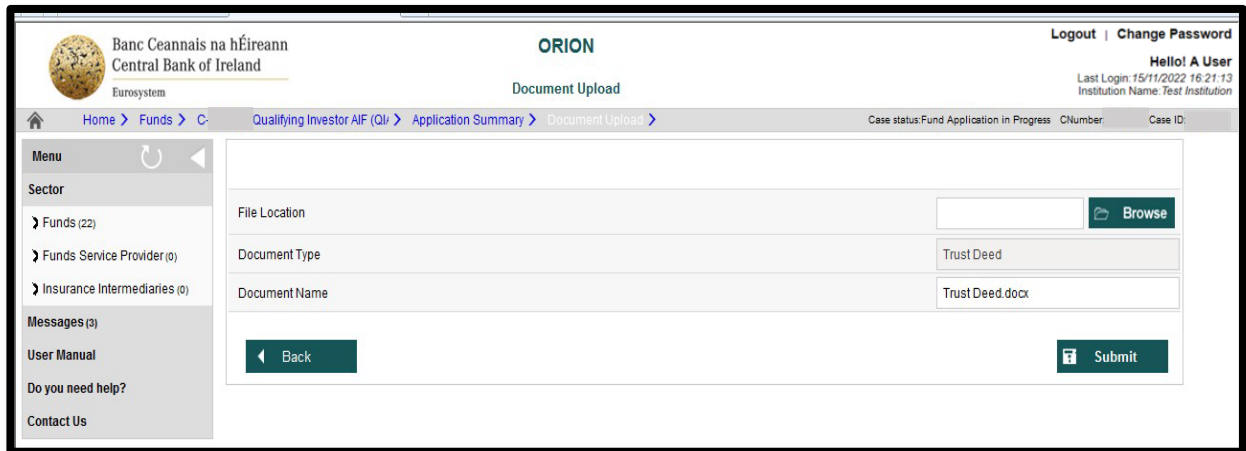 Banc Ceannais na hÉireann
Central Bank of Ireland
Eurosystem
ORION
Document Upload
Logout | Change Password
Hello! A User
Last Login:15/11/2022 16:21:13
Institution Name:Test Institution
Home > Funds > C- Qualifying Investor AIF (QIA > Application Summary > Document Upload >
Case status:Fund Application in Progress CNumber: Case ID:
Menu
Sector
Funds (22)
Funds Service Provider (0)
Insurance Intermediaries (0)
Messages (3)
User Manual
Do you need help?
Contact Us
File Location
Browse
Document Type
Trust Deed
Document Name
Trust Deed.docx
Back
Submit